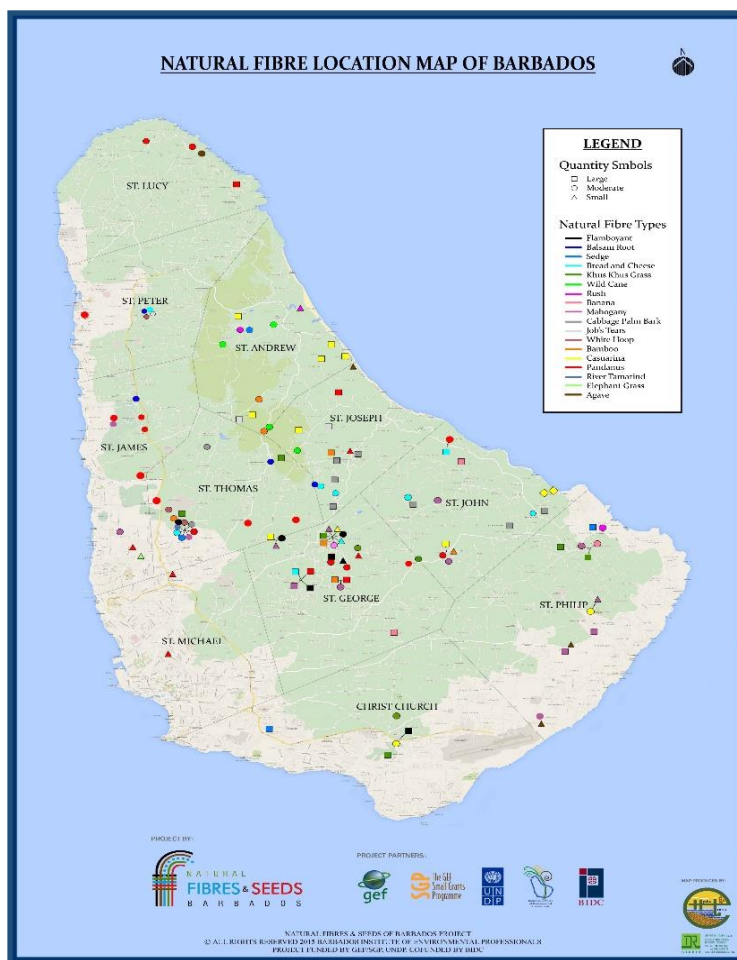 NATURAL FIBRE LOCATION MAP OF BARBADOS
N
LEGEND
Quantity Smbols
Large
Moderate
Small
Natural Fibre Types
Flamboyant
Balsam Root
Sedge
Bread and Cheese
Khus Khus Grass
Wild Cane
Rush
Banana
Mahogany
Cabbage Palm Bark
Job's Tears
White Hoop
Bamboo
Casuarina
Pandanus
River Tamarind
Elephant Grass
Agave
ST. LUCY
ST. PETER
ST. ANDREW
ST. JOSEPH
ST. JAMES
ST. THOMAS
ST. JOHN
ST. GEORGE
ST. PHILIP
ST. MICHAEL
CHRIST CHURCH
PROJECT BY:
NATURAL
FIBRES & SEEDS
BARBADOS
PROJECT PARTNERS:
gef
SGP The GEF
Small Grants
Programme
UNDP
BIDC
MAP PRODUCED BY:
NATURAL FIBRES & SEEDS OF BARBADOS PROJECT
© ALL RIGHTS RESERVED 2015 BARBADOS INSTITUTE OF ENVIRONMENTAL PROFESSIONALS
PROJECT FUNDED BY GEF/SGP, UNDP, COFUNDED BY BIDC